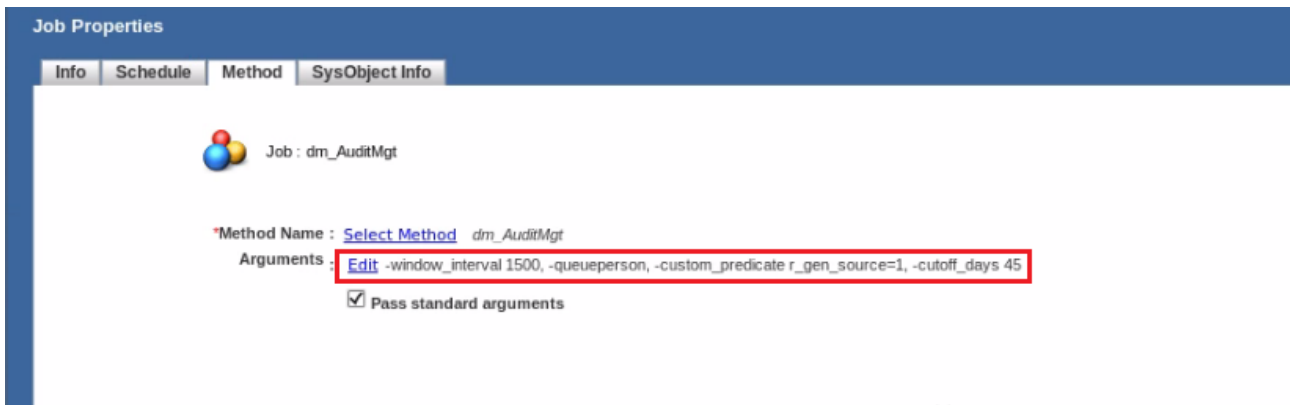 Job Properties
Info Schedule Method SysObject Info
Job : dm_AuditMgt
*Method Name : Select Method dm_AuditMgt
Arguments : Edit -window_interval 1500, -queueperson, -custom_predicate r_gen_source=1, -cutoff_days 45
Pass standard arguments